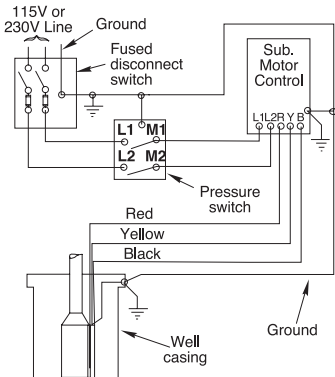 115V or
230V Line
Ground
Fused
disconnect
switch
Sub.
Motor
Control
L1 M1
L2 M2
L1L2R Y B
Pressure
switch
Red
Yellow
Black
Ground
Well
casing